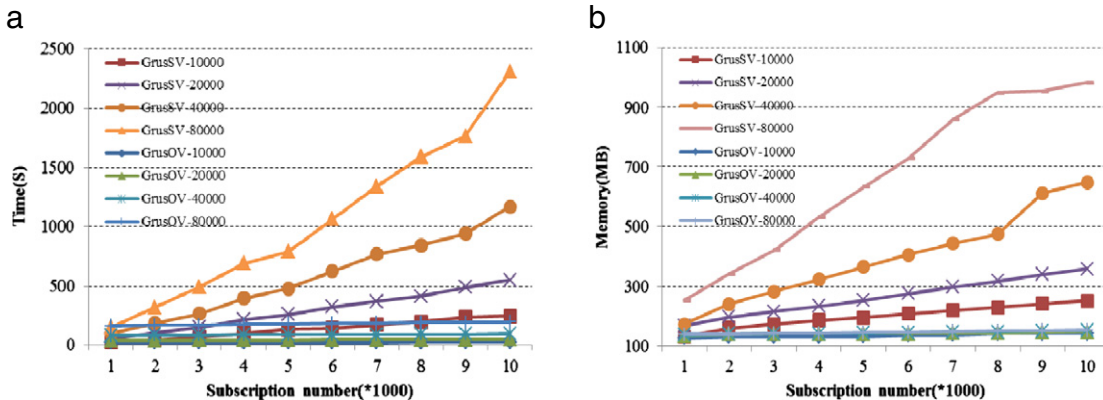 a
2500
2000
1500
1000
500
0
Time(S)
GrusSV-10000
GrusSV-20000
GrusSV-40000
GrusSV-80000
GrusOV-10000
GrusOV-20000
GrusOV-40000
GrusOV-80000
1 2 3 4 5 6 7 8 9 10
Subscription number(*1000)
b
1100
900
700
500
300
100
Memory(MB)
GrusSV-10000
GrusSV-20000
GrusSV-40000
GrusSV-80000
GrusOV-10000
GrusOV-20000
GrusOV-40000
GrusOV-80000
1 2 3 4 5 6 7 8 9 10
Subscription number(*1000)